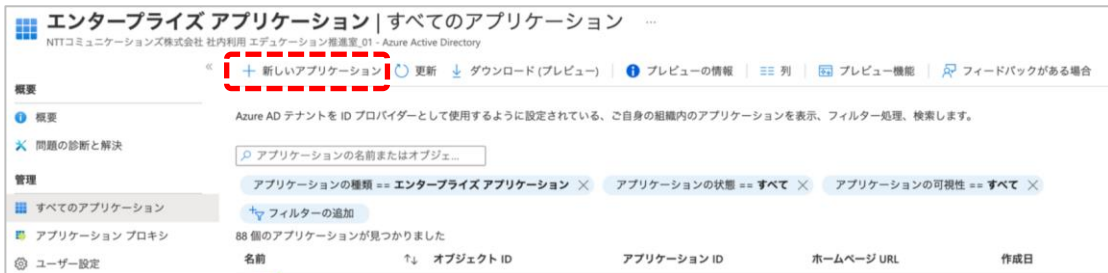 エンタープライズ アプリケーション | すべてのアプリケーション …
NTTコミュニケーションズ株式会社 社内利用 エデュケーション推進室_01 - Azure Active Directory
«
+ 新しいアプリケーション 更新 ダウンロード (プレビュー) | プレビューの情報 | 列 | プレビュー機能 | フィードバックがある場合
概要
概要
問題の診断と解決
管理
すべてのアプリケーション
アプリケーション プロキシ
ユーザー設定
Azure AD テナントを ID プロバイダーとして使用するように設定されている、ご自身の組織内のアプリケーションを表示、フィルター処理、検索します。
アプリケーションの名前またはオブジェ...
アプリケーションの種類 == エンタープライズ アプリケーション × アプリケーションの状態 == すべて × アプリケーションの可視性 == すべて ×
フィルターの追加
88 個のアプリケーションが見つかりました
名前 ↑↓ オブジェクト ID アプリケーション ID ホームページ URL 作成日